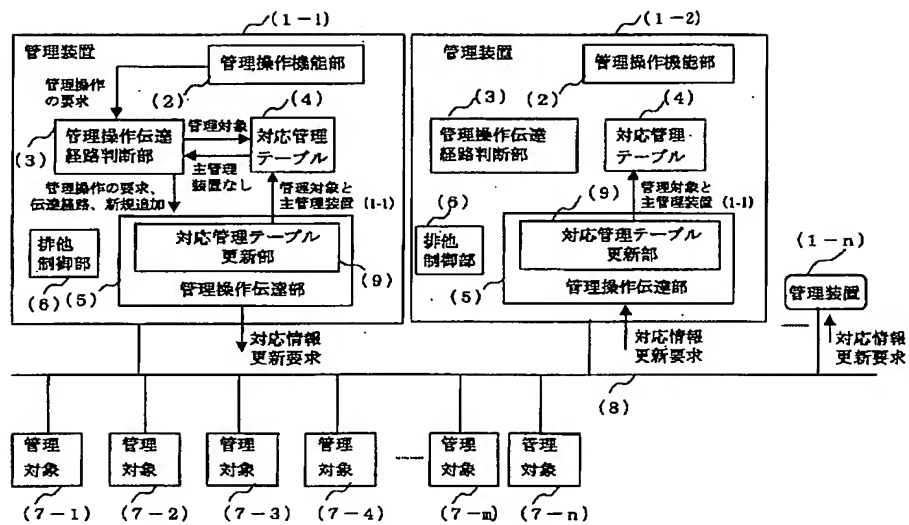 (1-1)
管理装置
管理操作機能部
(2)
管理操作
の要求
(3)
管理操作伝達
経路判断部
管理対象
主管理
装置なし
(4)
対応管理
テーブル
管理操作の要求、
伝達経路、新規追加
管理対象と
主管理装置 (1-1)
排他
制御部
(6)
(5)
対応管理テーブル
更新部
(9)
管理操作伝達部
対応情報
更新要求
(1-2)
管理装置
管理操作機能部
(2)
(3)
管理操作伝達
経路判断部
(4)
対応管理
テーブル
管理対象と
主管理装置 (1-1)
(6)
排他
制御部
(9)
対応管理テーブル
更新部
(5)
管理操作伝達部
対応情報
更新要求
(1-n)
管理装置
対応情報
更新要求
(8)
管理
対象
(7-1)
管理
対象
(7-2)
管理
対象
(7-3)
管理
対象
(7-4)
管理
対象
(7-m)
管理
対象
(7-n)